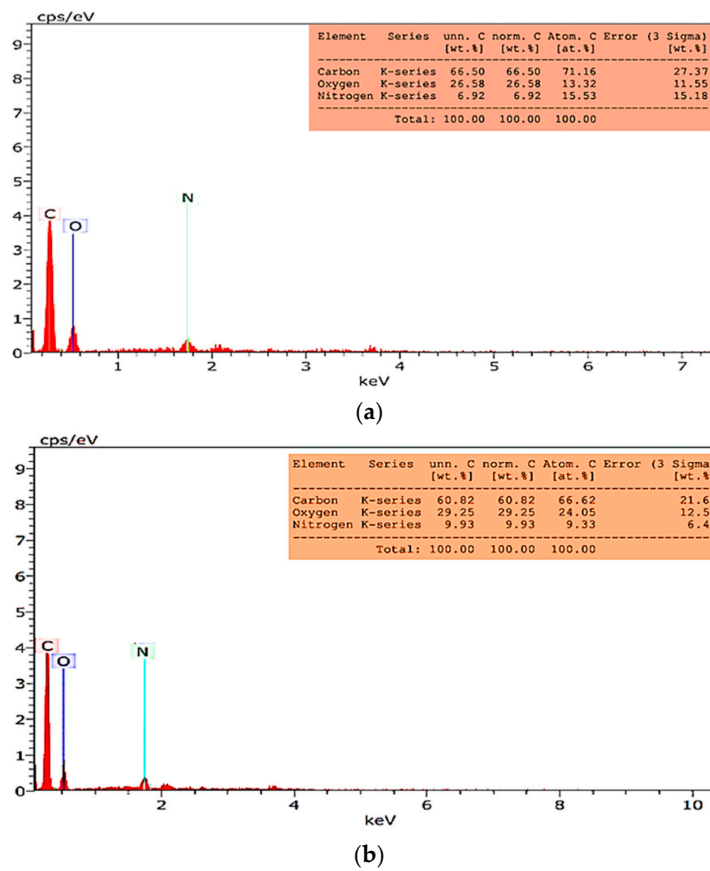 cps/eV
Element Series unn. C norm. C Atom. C Error (3 Sigma)
[wt.%] [wt.%] [at.%] [wt.%]
Carbon K-series 66.50 66.50 71.16 27.37
Oxygen K-series 26.58 26.58 13.32 11.55
Nitrogen K-series 6.92 6.92 15.53 15.18
Total: 100.00 100.00 100.00
9
8
7
6
5
4
3
2
1
0
C
O
N
1 2 3 4 5 6 7
keV
(a)
cps/eV
Element Series unn. C norm. C Atom. C Error (3 Sigma
[wt.%] [wt.%] [at.%] [wt.%
Carbon K-series 60.82 60.82 66.62 21.6
Oxygen K-series 29.25 29.25 24.05 12.5
Nitrogen K-series 9.93 9.93 9.33 6.4
Total: 100.00 100.00 100.00
9
8
7
6
5
4
3
2
1
0
C
O
N
2 4 6 8 10
keV
(b)